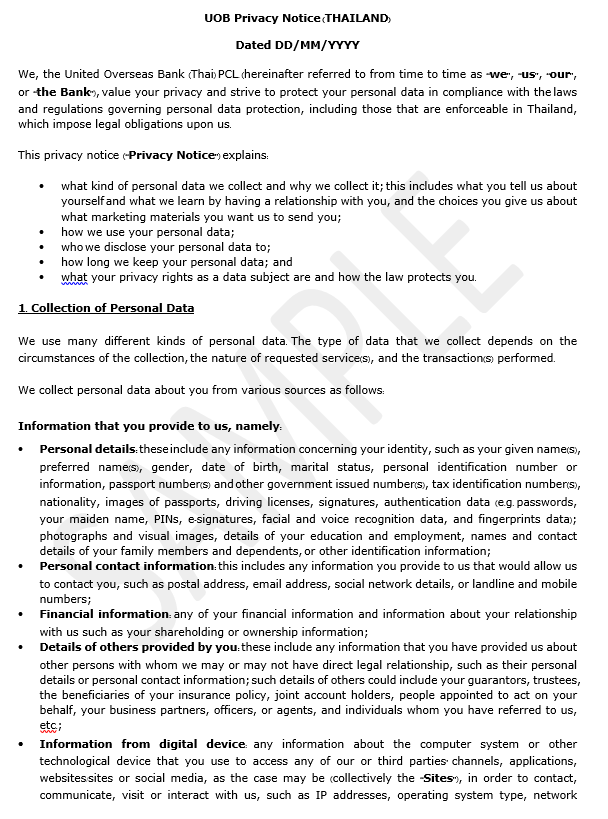 UOB Privacy Notice (THAILAND)
Dated DD/MM/YYYY
We, the United Overseas Bank (Thai) PCL (hereinafter referred to from time to time as "we", "us", "our",
or "the Bank"), value your privacy and strive to protect your personal data in compliance with the laws
and regulations governing personal data protection, including those that are enforceable in Thailand,
which impose legal obligations upon us.
This privacy notice ("Privacy Notice") explains:
• what kind of personal data we collect and why we collect it; this includes what you tell us about
yourself and what we learn by having a relationship with you, and the choices you give us about
what marketing materials you want us to send you;
• how we use your personal data;
• who we disclose your personal data to;
• how long we keep your personal data; and
• what your privacy rights as a data subject are and how the law protects you.
1. Collection of Personal Data
We use many different kinds of personal data. The type of data that we collect depends on the
circumstances of the collection, the nature of requested service(s), and the transaction(s) performed.
We collect personal data about you from various sources as follows:
Information that you provide to us, namely:
• Personal details: these include any information concerning your identity, such as your given name(s),
preferred name(s), gender, date of birth, marital status, personal identification number or
information, passport number(s) and other government issued number(s), tax identification number(s),
nationality, images of passports, driving licenses, signatures, authentication data (e.g. passwords,
your maiden name, PINs, e-signatures, facial and voice recognition data, and fingerprints data);
photographs and visual images, details of your education and employment, names and contact
details of your family members and dependents, or other identification information;
• Personal contact information: this includes any information you provide to us that would allow us
to contact you, such as postal address, email address, social network details, or landline and mobile
numbers;
• Financial information: any of your financial information and information about your relationship
with us such as your shareholding or ownership information;
• Details of others provided by you: these include any information that you have provided us about
other persons with whom we may or may not have direct legal relationship, such as their personal
details or personal contact information; such details of others could include your guarantors, trustees,
the beneficiaries of your insurance policy, joint account holders, people appointed to act on your
behalf, your business partners, officers, or agents, and individuals whom you have referred to us,
etc.;
• Information from digital device: any information about the computer system or other
technological device that you use to access any of our or third parties' channels, applications,
websites-sites or social media, as the case may be (collectively the "Sites"), in order to contact,
communicate, visit or interact with us, such as IP addresses, operating system type, network
SAMPLE